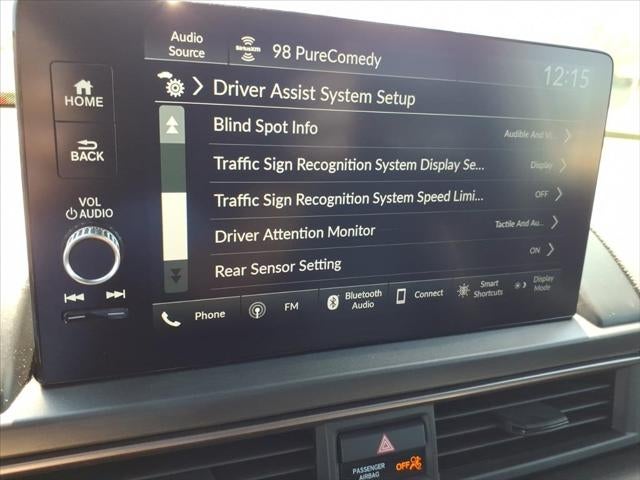 Audio
Source
SiriusXM
98 PureComedy
12:15
HOME
BACK
VOL
AUDIO
Driver Assist System Setup
Blind Spot Info
Audible And Vi...
Traffic Sign Recognition System Display Se...
Display
Traffic Sign Recognition System Speed Limi...
OFF
Driver Attention Monitor
Tactile And Au...
Rear Sensor Setting
ON
Phone
FM
Bluetooth
Audio
Connect
Smart
Shortcuts
Display
Mode
PASSENGER
AIRBAG
OFF